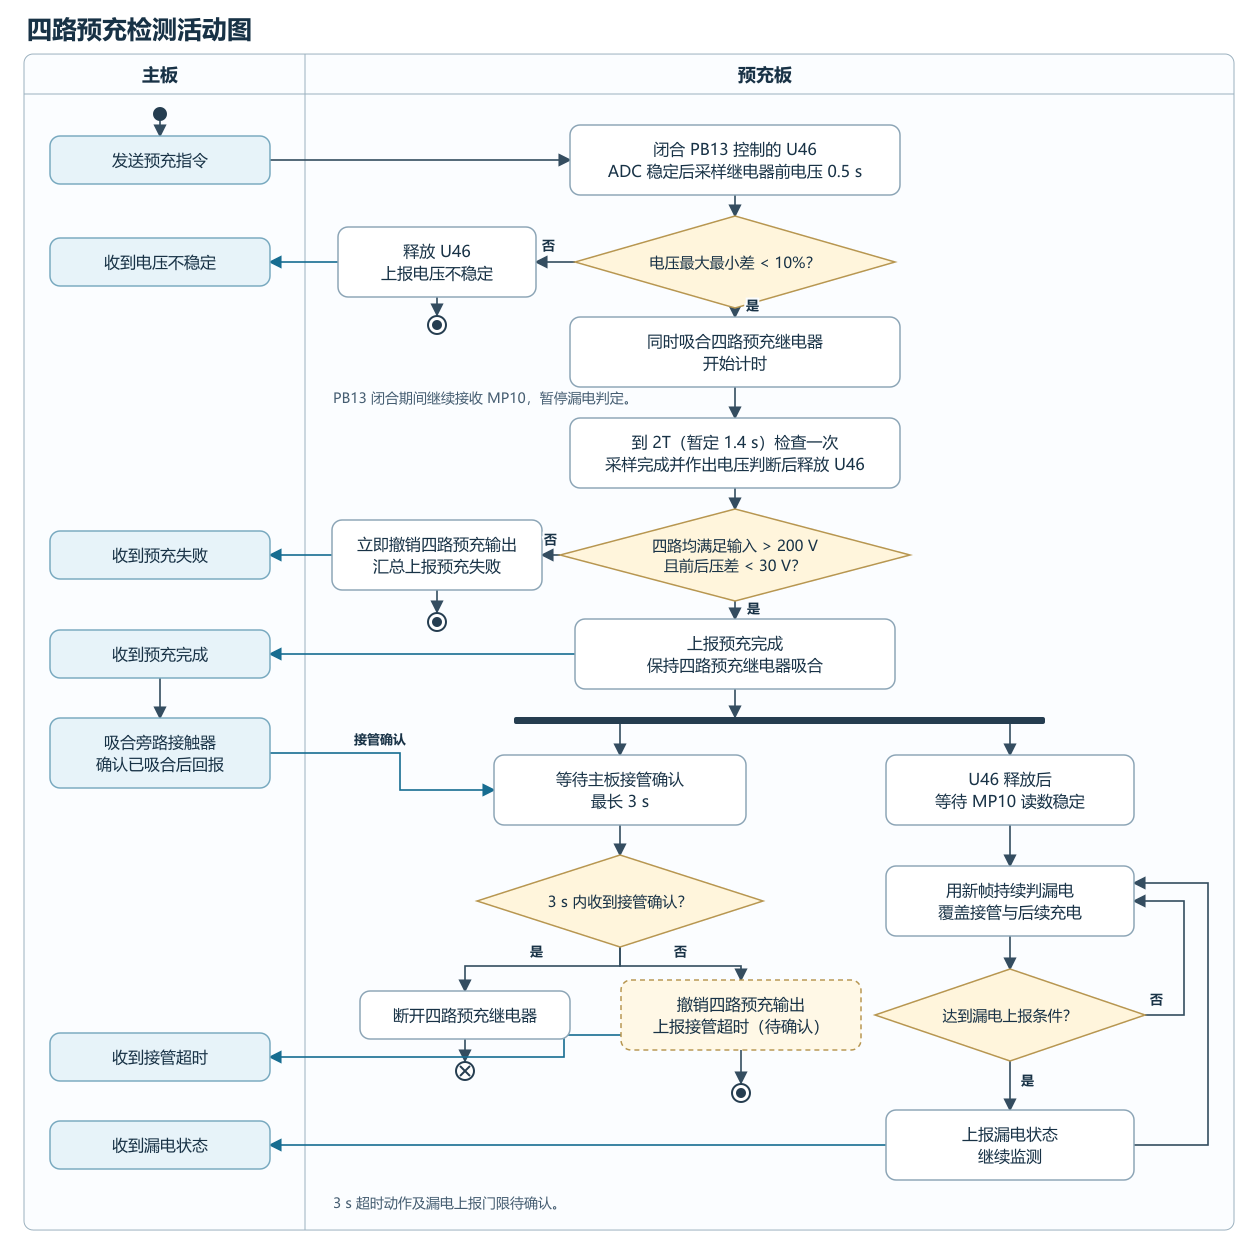 四路预充检测活动图
主板
预充板
发送预充指令
闭合 PB13 控制的 U46
ADC 稳定后采样继电器前电压 0.5 s
收到电压不稳定
释放 U46
上报电压不稳定
否
电压最大最小差 < 10%?
是
同时吸合四路预充继电器
开始计时
PB13 闭合期间继续接收 MP10，暂停漏电判定。
到 2T（暂定 1.4 s）检查一次
采样完成并作出电压判断后释放 U46
收到预充失败
立即撤销四路预充输出
汇总上报预充失败
否
四路均满足输入 > 200 V
且前后压差 < 30 V?
是
收到预充完成
上报预充完成
保持四路预充继电器吸合
吸合旁路接触器
确认已吸合后回报
接管确认
等待主板接管确认
最长 3 s
U46 释放后
等待 MP10 读数稳定
3 s 内收到接管确认?
用新帧持续判漏电
覆盖接管与后续充电
是
否
断开四路预充继电器
撤销四路预充输出
上报接管超时（待确认）
达到漏电上报条件?
否
收到接管超时
是
收到漏电状态
上报漏电状态
继续监测
3 s 超时动作及漏电上报门限待确认。